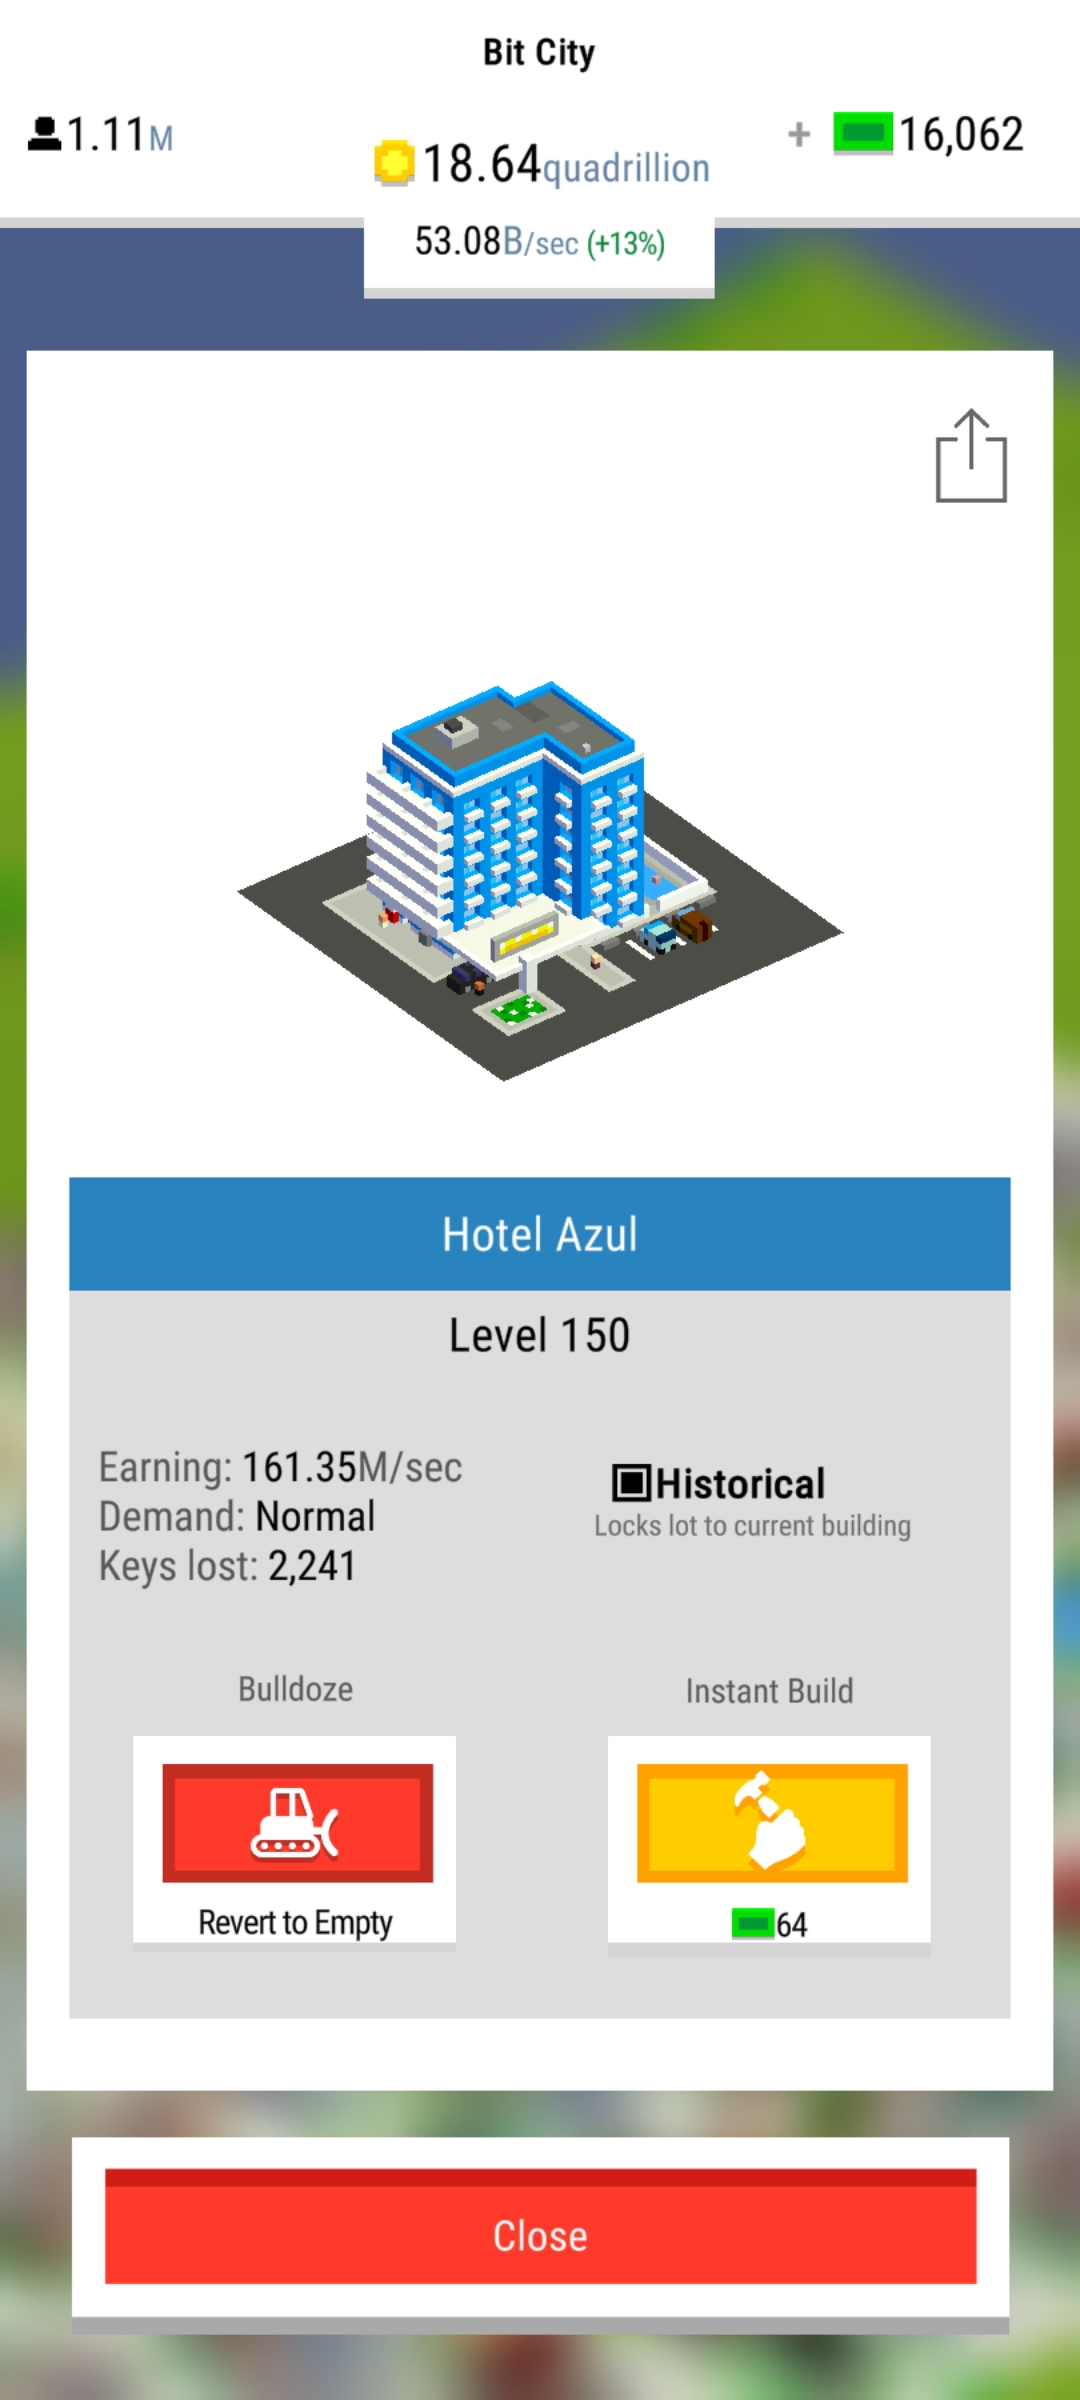 Bit City
1.11M
18.64quadrillion
+ 16,062
53.08B/sec (+13%)
Hotel Azul
Level 150
Earning: 161.35M/sec
Demand: Normal
Keys lost: 2,241
Historical
Locks lot to current building
Bulldoze
Instant Build
Revert to Empty
64
Close